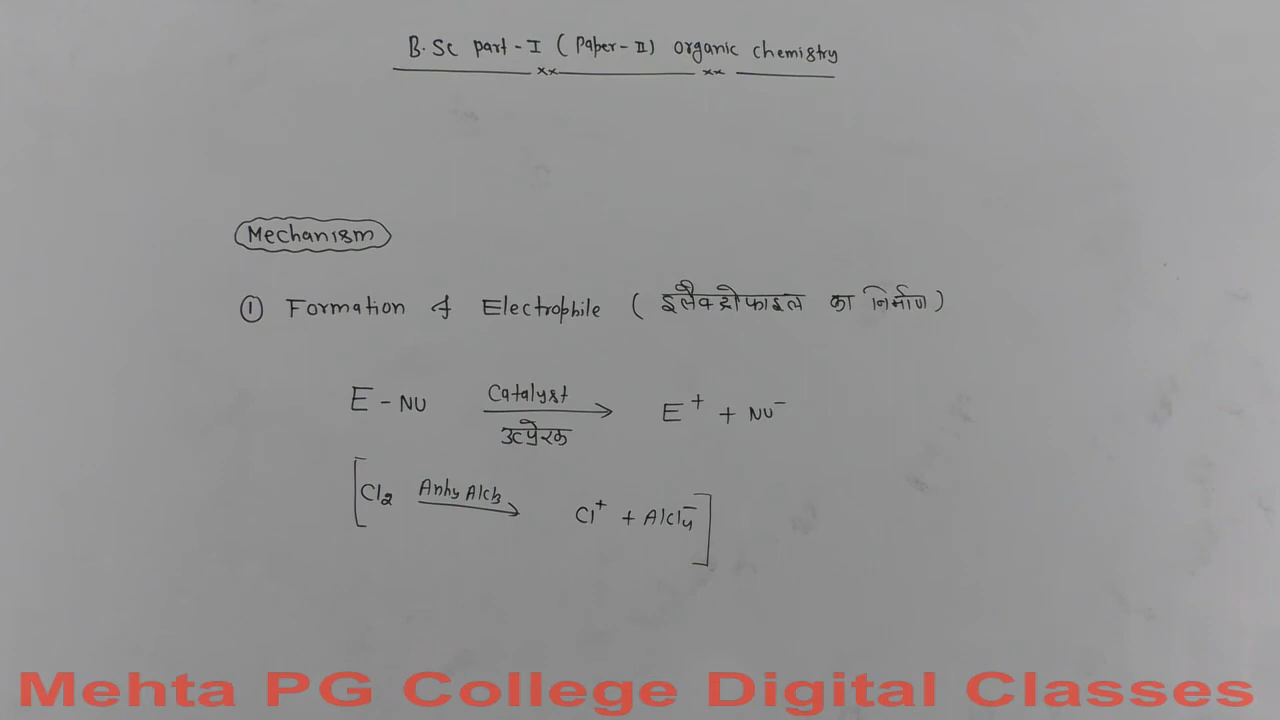 B.Sc part-I (Paper-II) organic chemistry
Mechanism
① Formation of Electrophile (इलैक्ट्रोफाइल का निर्माण)
E - NU Catalyst E⁺ + NU⁻
उत्प्रेरक
[Cl₂ Anhy AlCl₃ Cl⁺ + AlCl₄⁻]
Mehta PG College Digital Classes